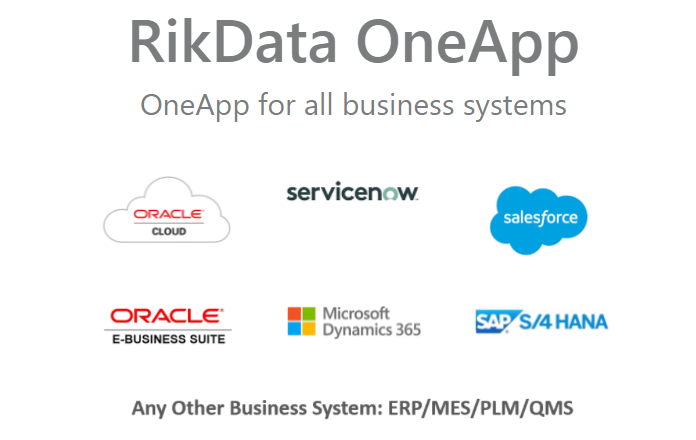 RikData OneApp
OneApp for all business systems
ORACLE
CLOUD
servicenow
salesforce
ORACLE
E-BUSINESS SUITE
Microsoft
Dynamics 365
SAP S/4 HANA
Any Other Business System: ERP/MES/PLM/QMS